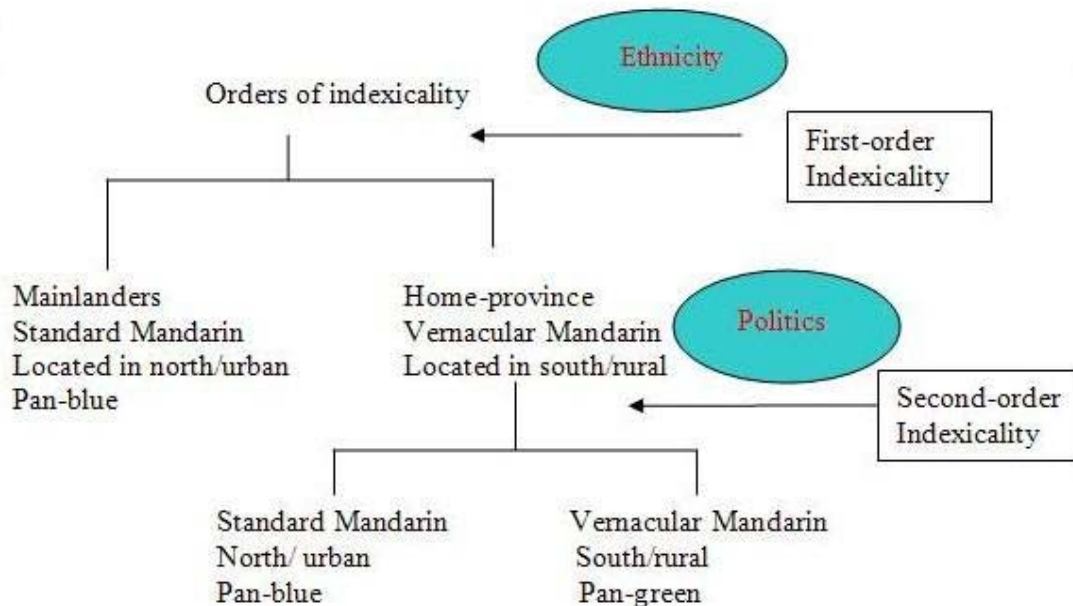 Ethnicity
Orders of indexicality
First-order
Indexicality
Mainlanders
Standard Mandarin
Located in north/urban
Pan-blue
Home-province
Vernacular Mandarin
Located in south/rural
Politics
Second-order
Indexicality
Standard Mandarin
North/ urban
Pan-blue
Vernacular Mandarin
South/rural
Pan-green